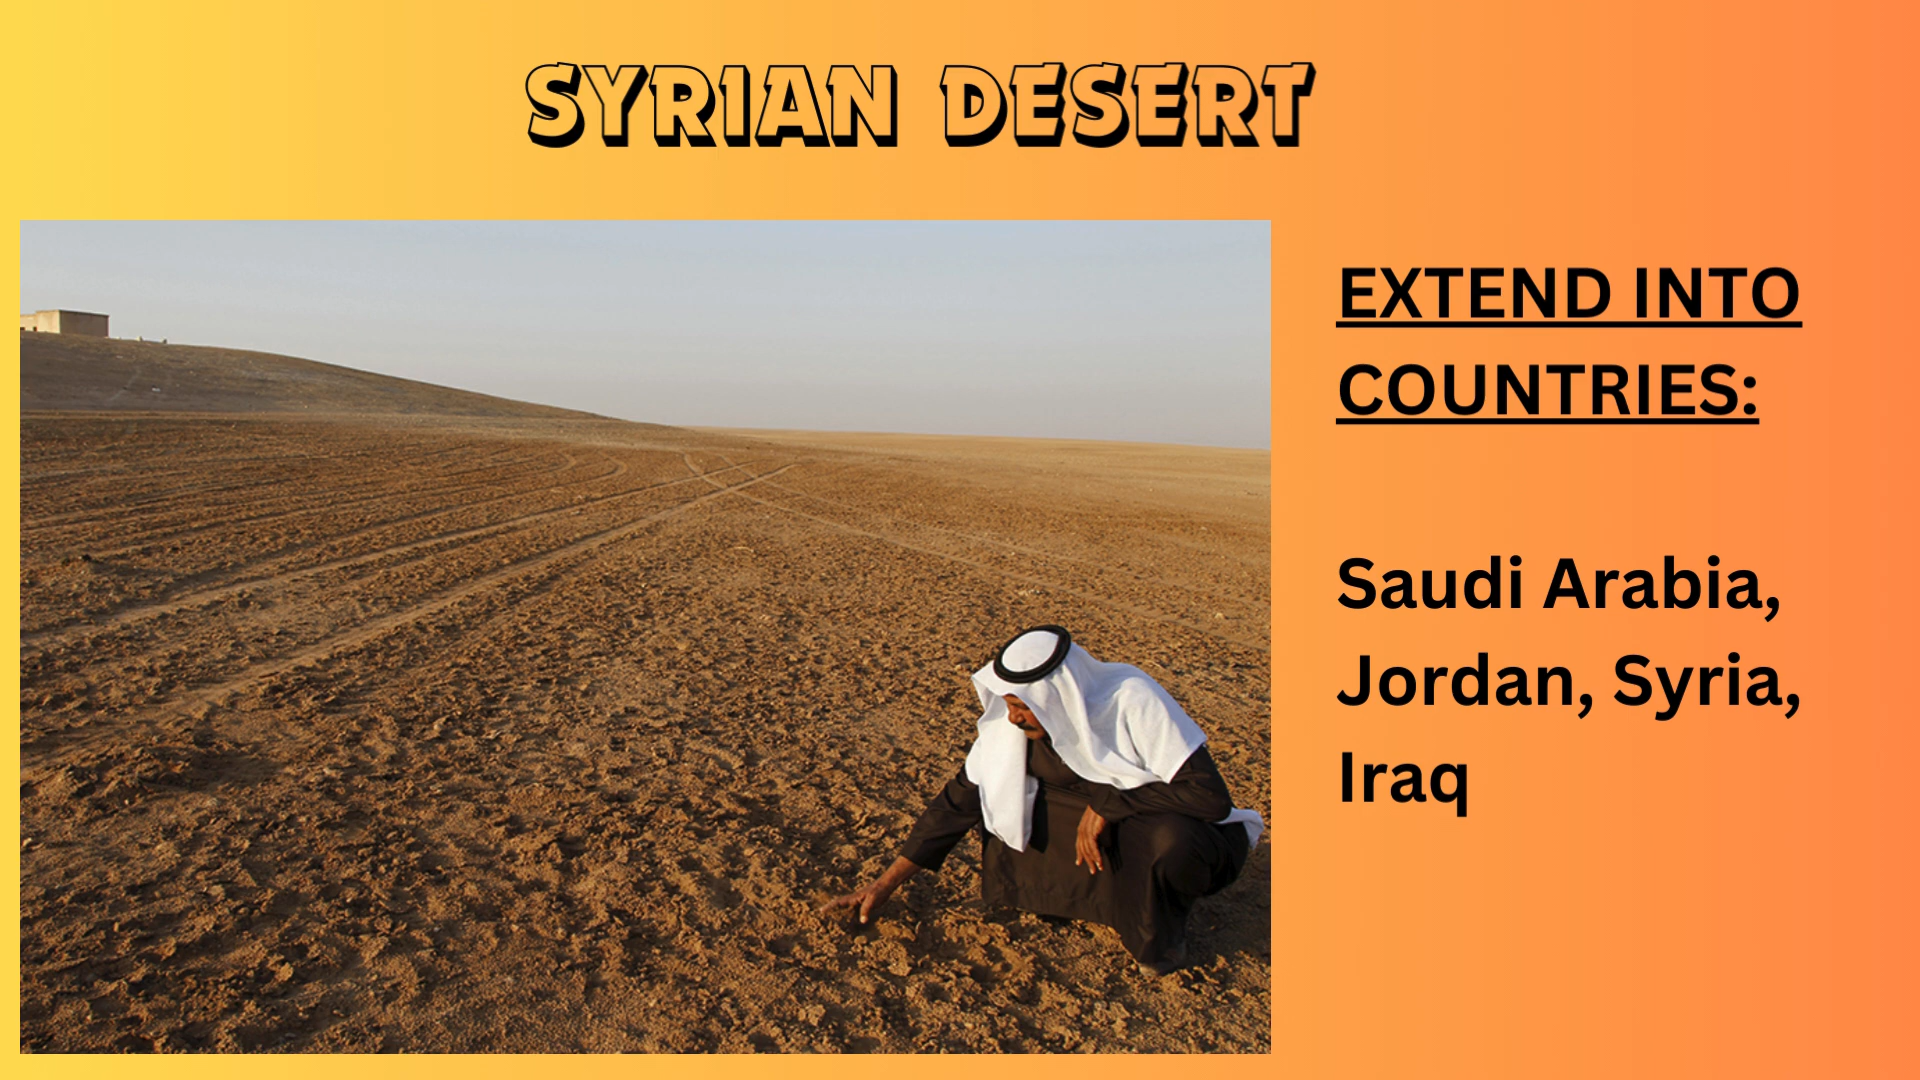 SYRIAN DESERT
EXTEND INTO
COUNTRIES:
Saudi Arabia,
Jordan, Syria,
Iraq